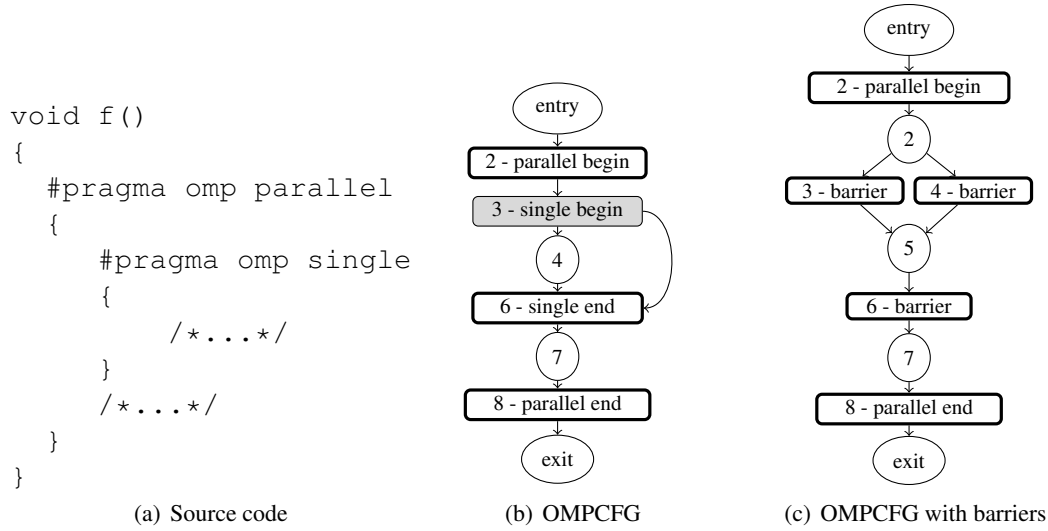 void f()
{
#pragma omp parallel
{
#pragma omp single
{
/*...*/
}
/*...*/
}
}
(a) Source code
entry
2 - parallel begin
3 - single begin
4
6 - single end
7
8 - parallel end
exit
(b) OMPCFG
entry
2 - parallel begin
2
3 - barrier 4 - barrier
5
6 - barrier
7
8 - parallel end
exit
(c) OMPCFG with barriers